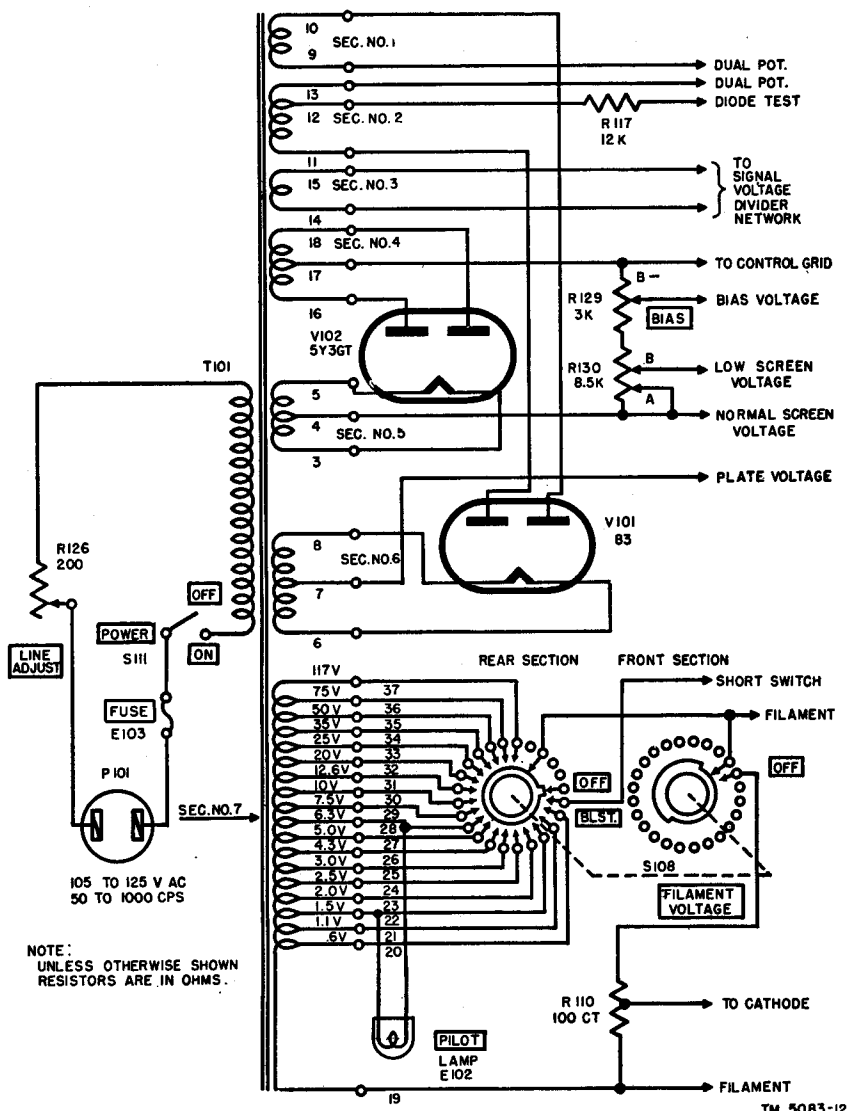 10
SEC. NO. 1
9
DUAL POT.
DUAL POT.
13
DIODE TEST
12
SEC. NO. 2
R 117
12 K
11
15
SEC. NO. 3
TO
SIGNAL
VOLTAGE
DIVIDER
NETWORK
14
18
SEC. NO. 4
TO CONTROL GRID
17
B-
R129
3K
BIAS VOLTAGE
BIAS
16
V102
5Y3GT
T101
R130
8.5K
B
LOW SCREEN
VOLTAGE
A
5
4
SEC. NO. 5
NORMAL SCREEN
VOLTAGE
3
PLATE VOLTAGE
V101
83
8
SEC. NO. 6
7
6
R126
200
OFF
POWER
S111
ON
LINE
ADJUST
FUSE
E103
P101
SEC. NO. 7
105 TO 125 V AC
50 TO 1000 CPS
REAR SECTION
FRONT SECTION
SHORT SWITCH
FILAMENT
117V
37
75V
36
50V
35
35V
34
25V
33
20V
32
12.6V
31
10V
30
7.5V
29
6.3V
28
5.0V
27
4.3V
26
3.0V
25
2.5V
24
2.0V
23
1.5V
22
1.1V
21
.6V
20
OFF
BLST.
OFF
S108
FILAMENT
VOLTAGE
NOTE:
UNLESS OTHERWISE SHOWN
RESISTORS ARE IN OHMS.
R 110
100 CT
TO CATHODE
PILOT
LAMP
E102
19
FILAMENT
TM 5083-12